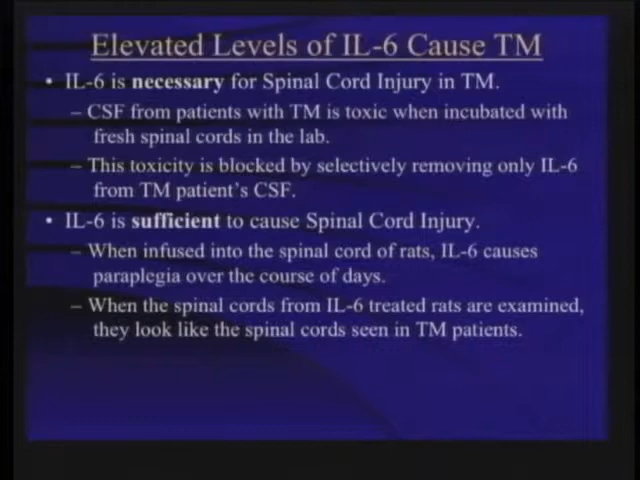 Elevated Levels of IL-6 Cause TM
• IL-6 is necessary for Spinal Cord Injury in TM.
– CSF from patients with TM is toxic when incubated with
fresh spinal cords in the lab.
– This toxicity is blocked by selectively removing only IL-6
from TM patient's CSF.
• IL-6 is sufficient to cause Spinal Cord Injury.
– When infused into the spinal cord of rats, IL-6 causes
paraplegia over the course of days.
– When the spinal cords from IL-6 treated rats are examined,
they look like the spinal cords seen in TM patients.